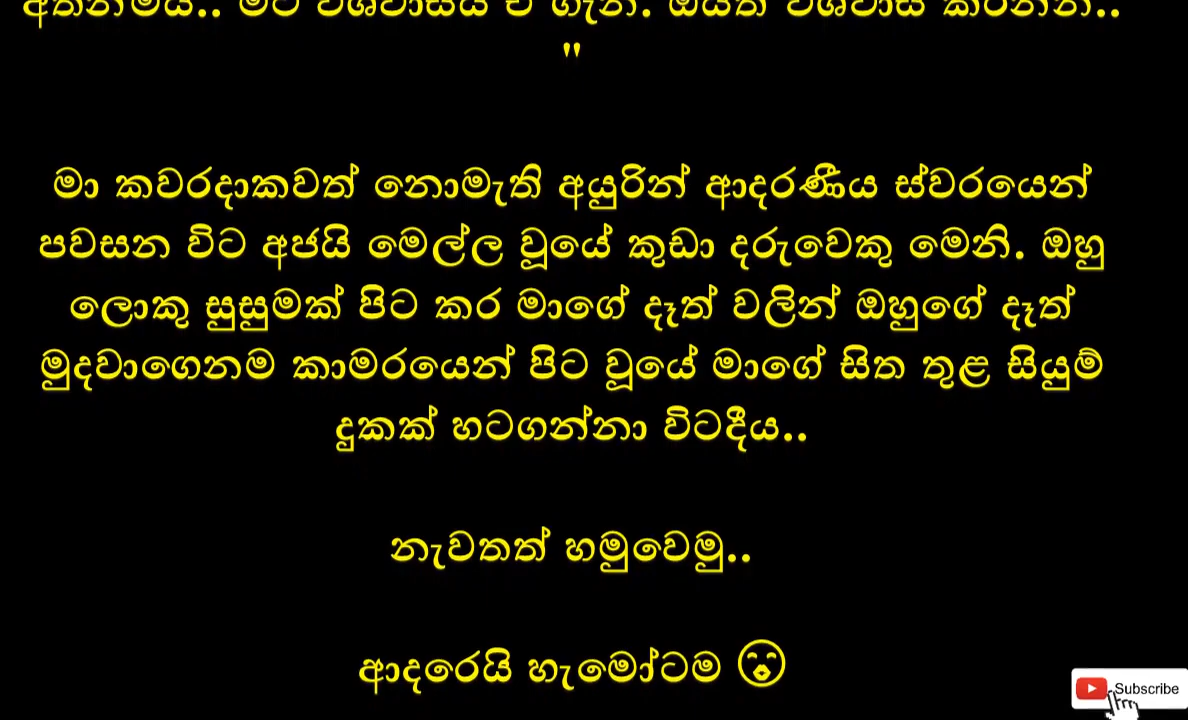 "
මා කවරදාකවත් නොමැති අයුරින් ආදරණීය ස්වරයෙන්
පවසන විට අජයි මෙල්ල වූයේ කුඩා දරුවෙකු මෙනි. ඔහු
ලොකු සුසුමක් පිට කර මාගේ දෑත් වලින් ඔහුගේ දෑත්
මුදවාගෙනම කාමරයෙන් පිට වූයේ මාගේ සිත තුළ සියුම්
දුකක් හටගන්නා විටදීය..
නැවතත් හමුවෙමු..
ආදරෙයි හැමෝටම 😮
Subscribe